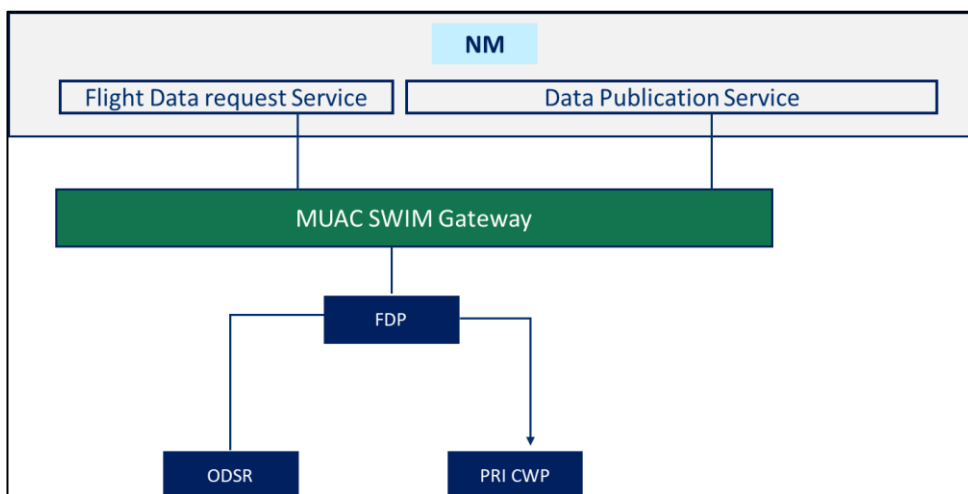 NM
Flight Data request Service
Data Publication Service
MUAC SWIM Gateway
FDP
ODSR
PRI CWP